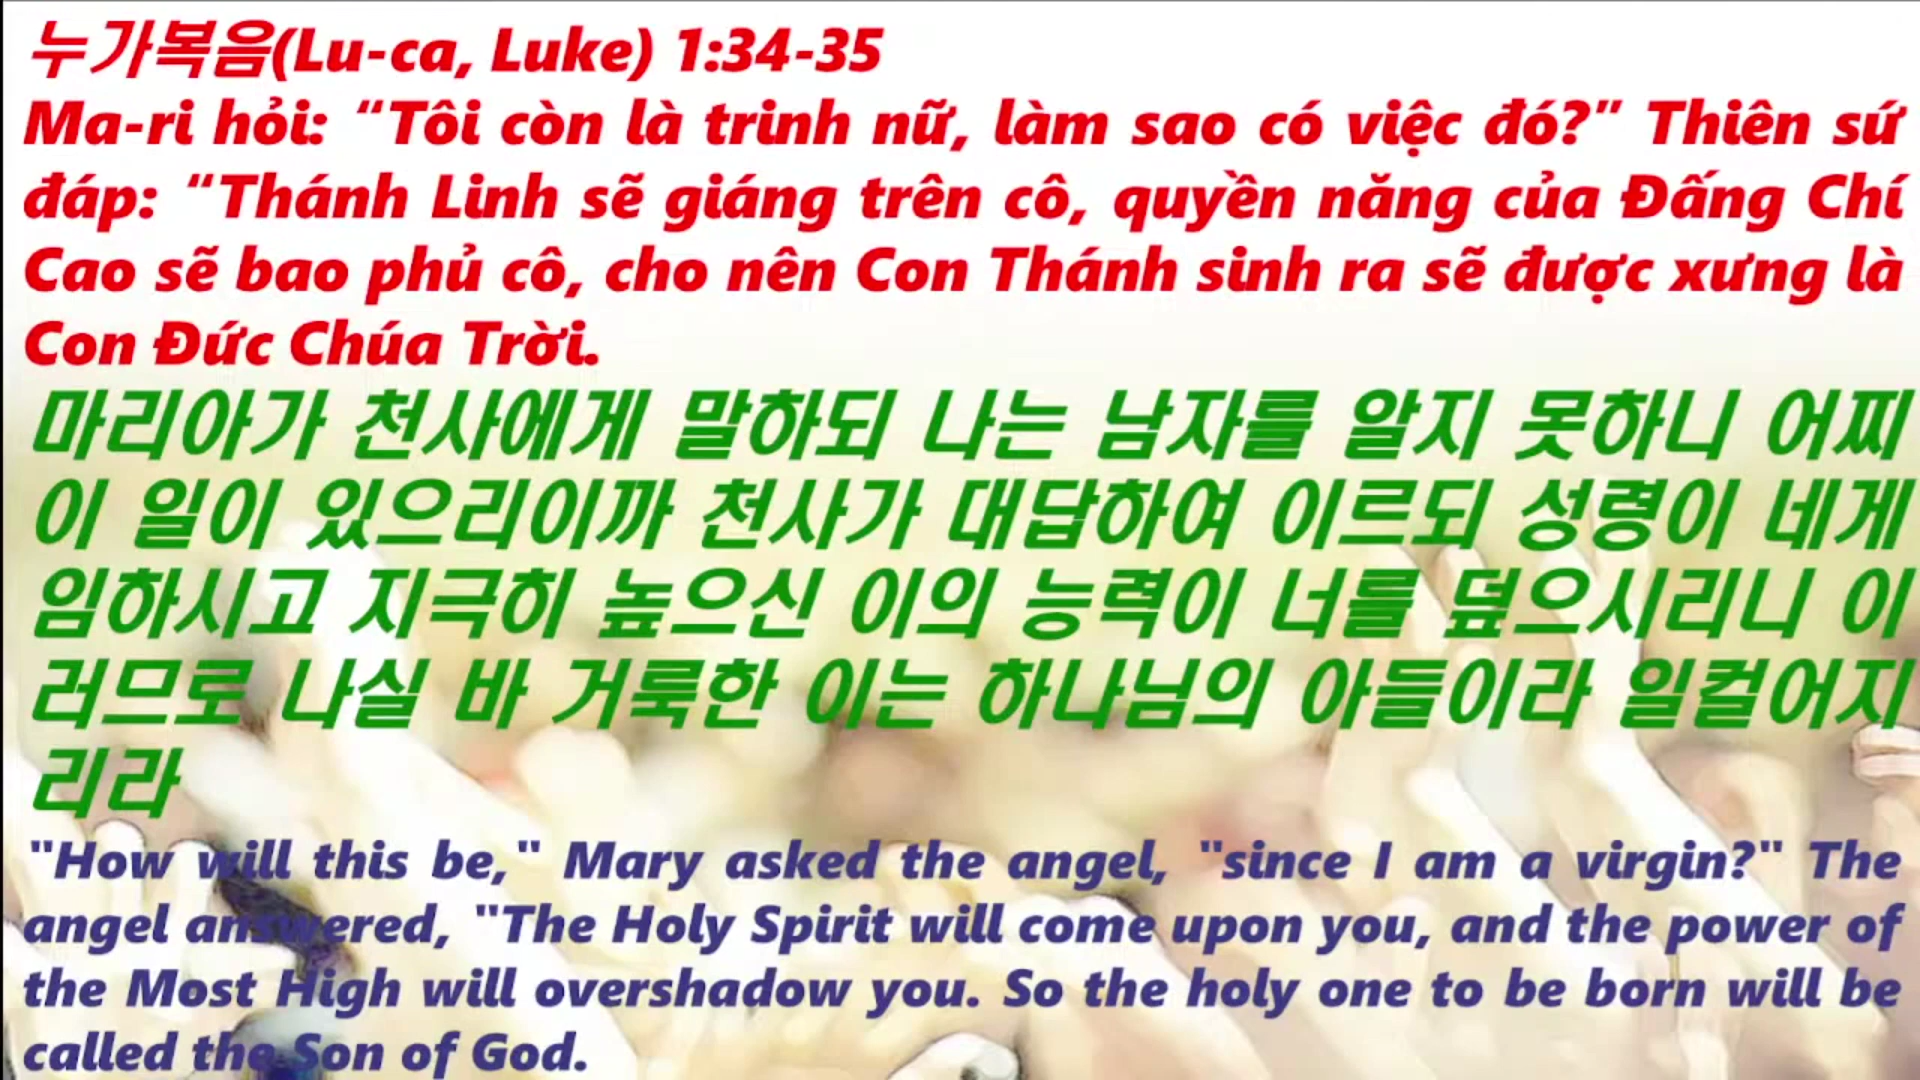 누가복음(Lu-ca, Luke) 1:34-35
Ma-ri hỏi: “Tôi còn là trinh nữ, làm sao có việc đó?” Thiên sứ
đáp: “Thánh Linh sẽ giáng trên cô, quyền năng của Đấng Chí
Cao sẽ bao phủ cô, cho nên Con Thánh sinh ra sẽ được xưng là
Con Đức Chúa Trời.
마리아가 천사에게 말하되 나는 남자를 알지 못하니 어찌
이 일이 있으리이까 천사가 대답하여 이르되 성령이 네게
임하시고 지극히 높으신 이의 능력이 너를 덮으시리니 이
러므로 나실 바 거룩한 이는 하나님의 아들이라 일컬어지
리라
"How will this be," Mary asked the angel, "since I am a virgin?" The
angel answered, "The Holy Spirit will come upon you, and the power of
the Most High will overshadow you. So the holy one to be born will be
called the Son of God.